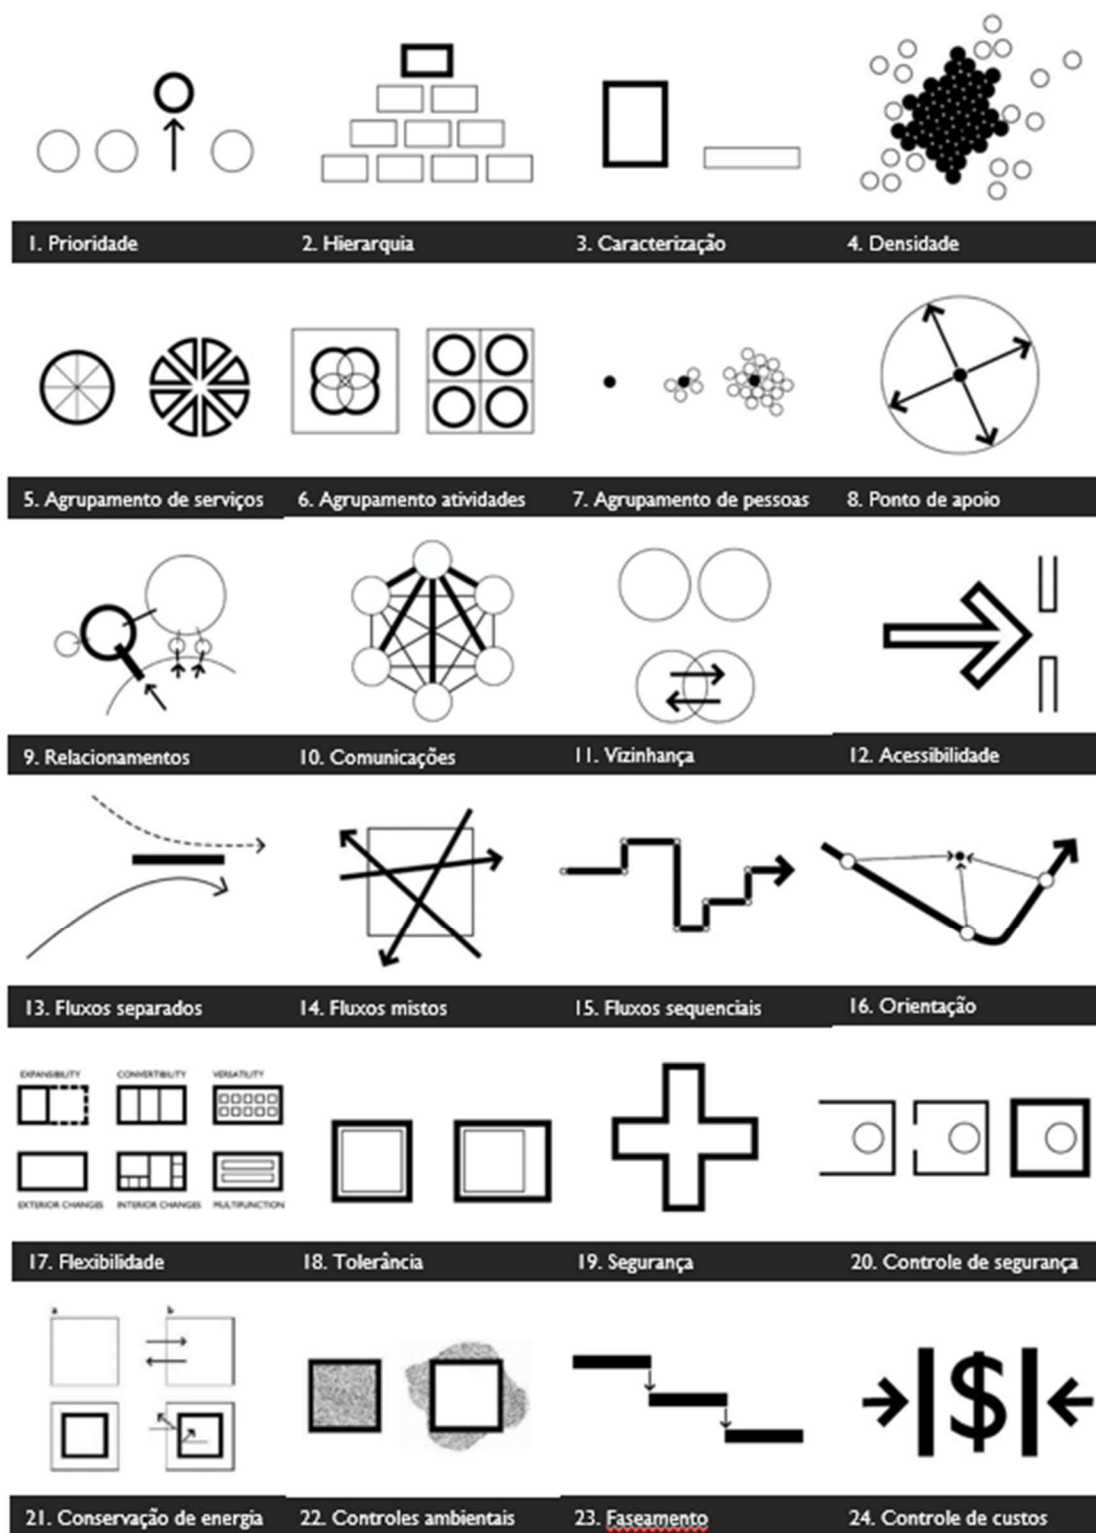 1. Prioridade
2. Hierarquia
3. Caracterização
4. Densidade
5. Agrupamento de serviços
6. Agrupamento atividades
7. Agrupamento de pessoas
8. Ponto de apoio
9. Relacionamentos
10. Comunicações
11. Vizinhança
12. Acessibilidade
13. Fluxos separados
14. Fluxos mistos
15. Fluxos sequenciais
16. Orientação
EXPANSIBILITY
CONVERTIBILITY
VERSATILITY
EXTERIOR CHANGES
INTERIOR CHANGES
MULTIFUNCTION
17. Flexibilidade
18. Tolerância
19. Segurança
20. Controle de segurança
a
b
$
21. Conservação de energia
22. Controles ambientais
23. Faseamento
24. Controle de custos